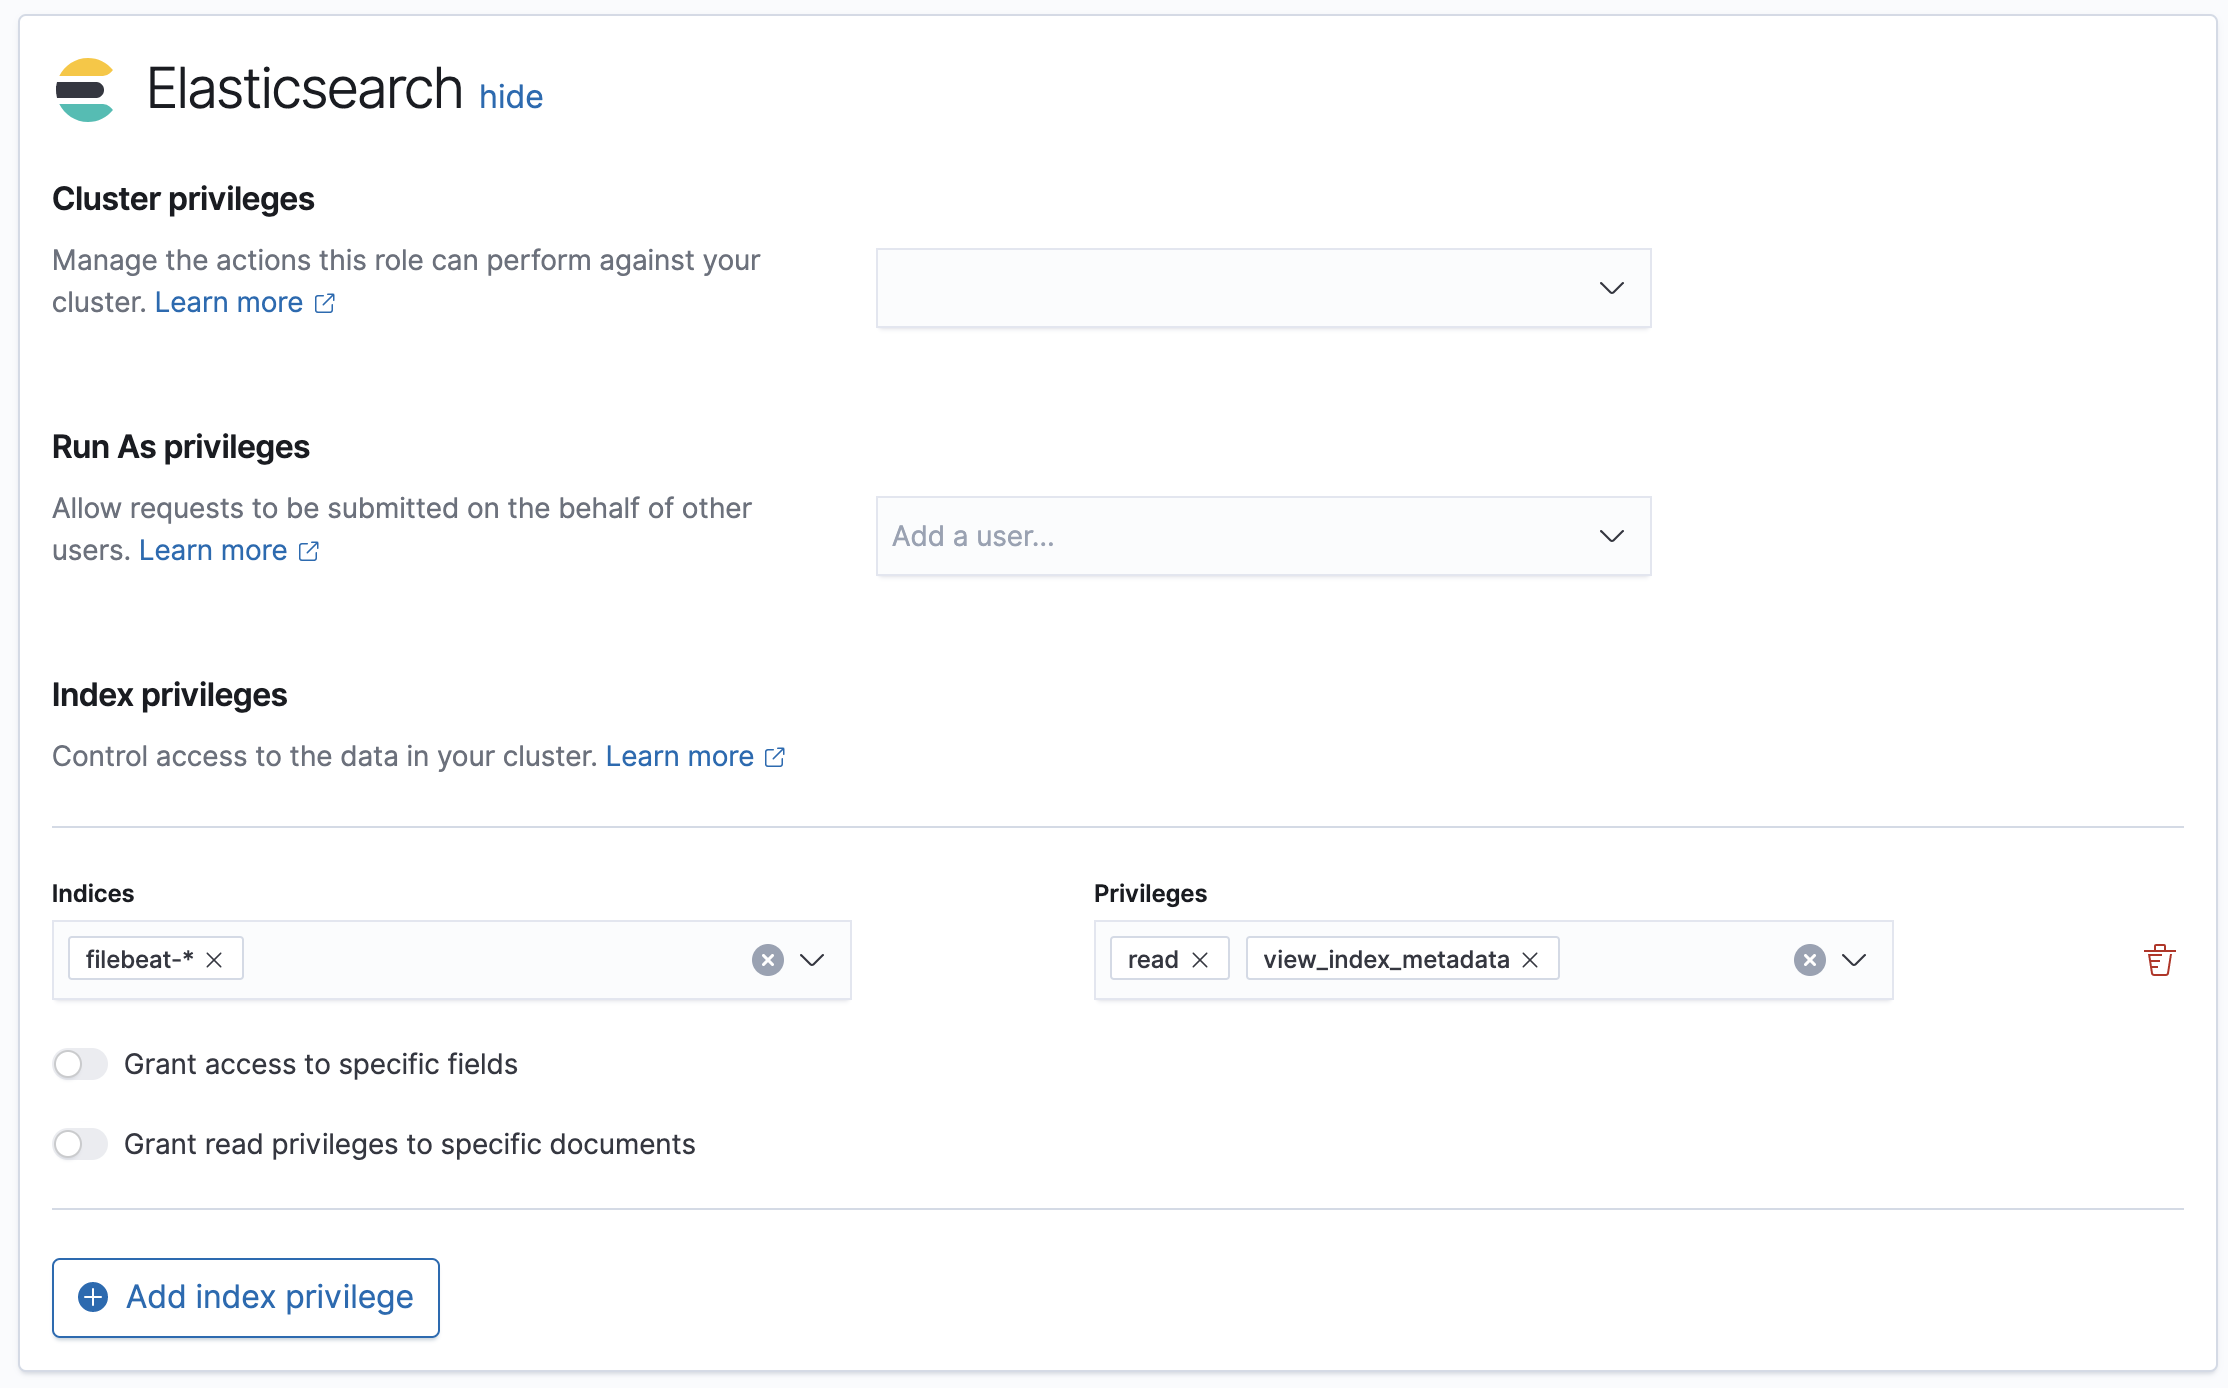 Elasticsearch hide
Cluster privileges
Manage the actions this role can perform against your
cluster. Learn more
Run As privileges
Allow requests to be submitted on the behalf of other
users. Learn more
Add a user...
Index privileges
Control access to the data in your cluster. Learn more
Indices
filebeat-*
Privileges
read view_index_metadata
Grant access to specific fields
Grant read privileges to specific documents
Add index privilege